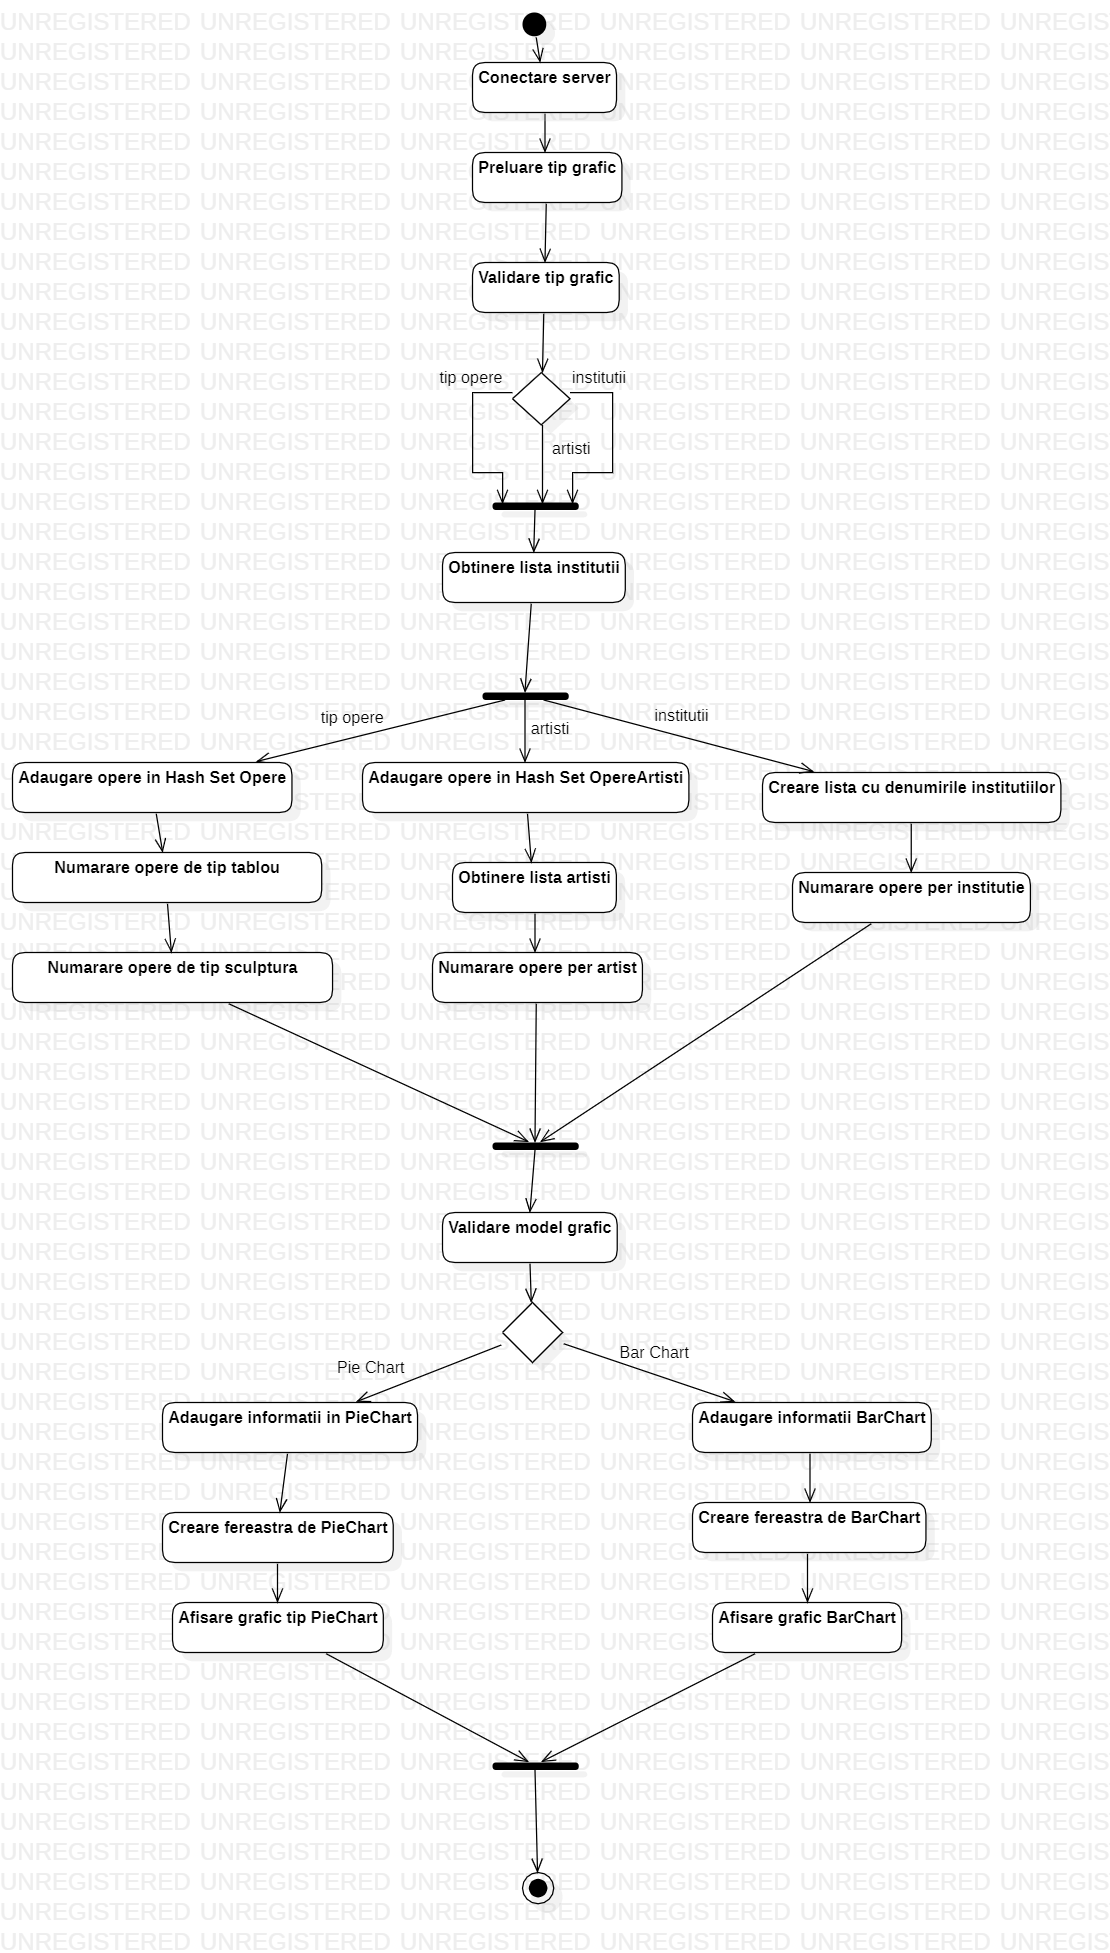 Conectare server
Preluare tip grafic
Validare tip grafic
tip opere
institutii
artisti
Obtinere lista institutii
tip opere
artisti
institutii
Adaugare opere in Hash Set Opere
Adaugare opere in Hash Set OpereArtisti
Creare lista cu denumirile institutiilor
Numarare opere de tip tablou
Obtinere lista artisti
Numarare opere per institutie
Numarare opere de tip sculptura
Numarare opere per artist
Validare model grafic
Pie Chart
Bar Chart
Adaugare informatii in PieChart
Adaugare informatii BarChart
Creare fereastra de PieChart
Creare fereastra de BarChart
Afisare grafic tip PieChart
Afisare grafic BarChart
UNREGISTERED